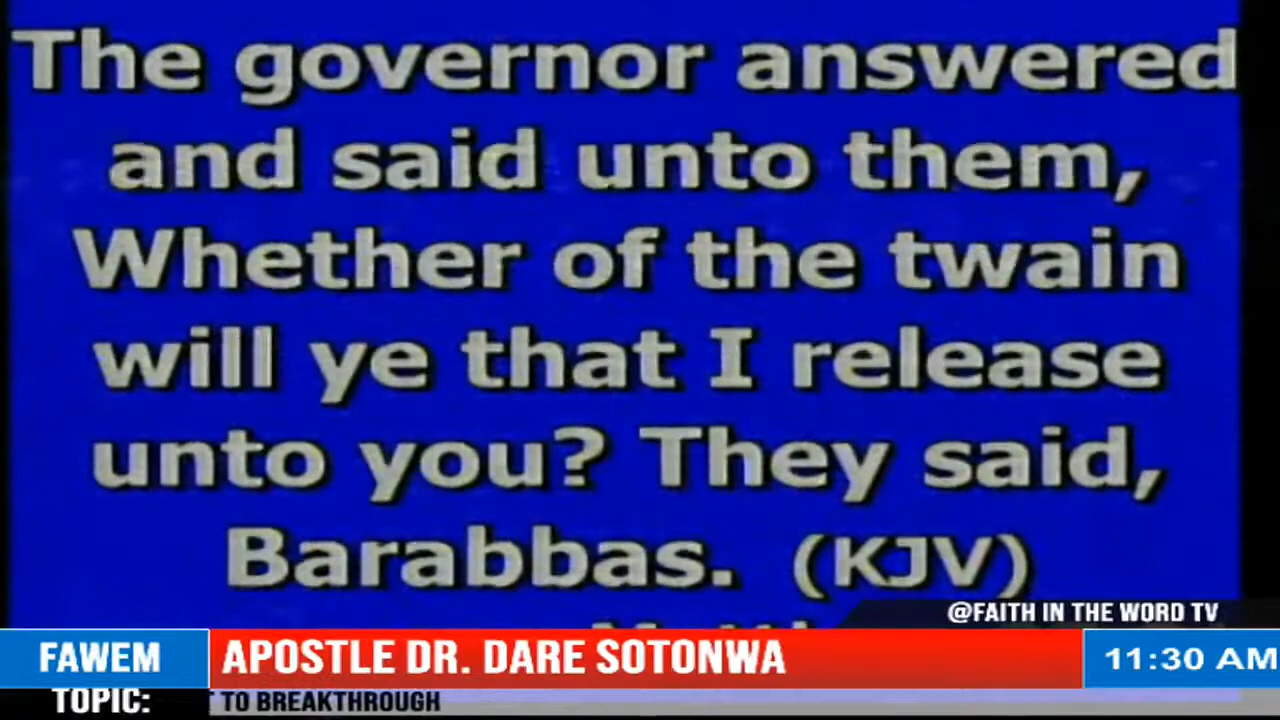 The governor answered
and said unto them,
Whether of the twain
will ye that I release
unto you? They said,
Barabbas. (KJV)
@FAITH IN THE WORD TV
FAWEM
APOSTLE DR. DARE SOTONWA
11:30 AM
TOPIC:
TO BREAKTHROUGH